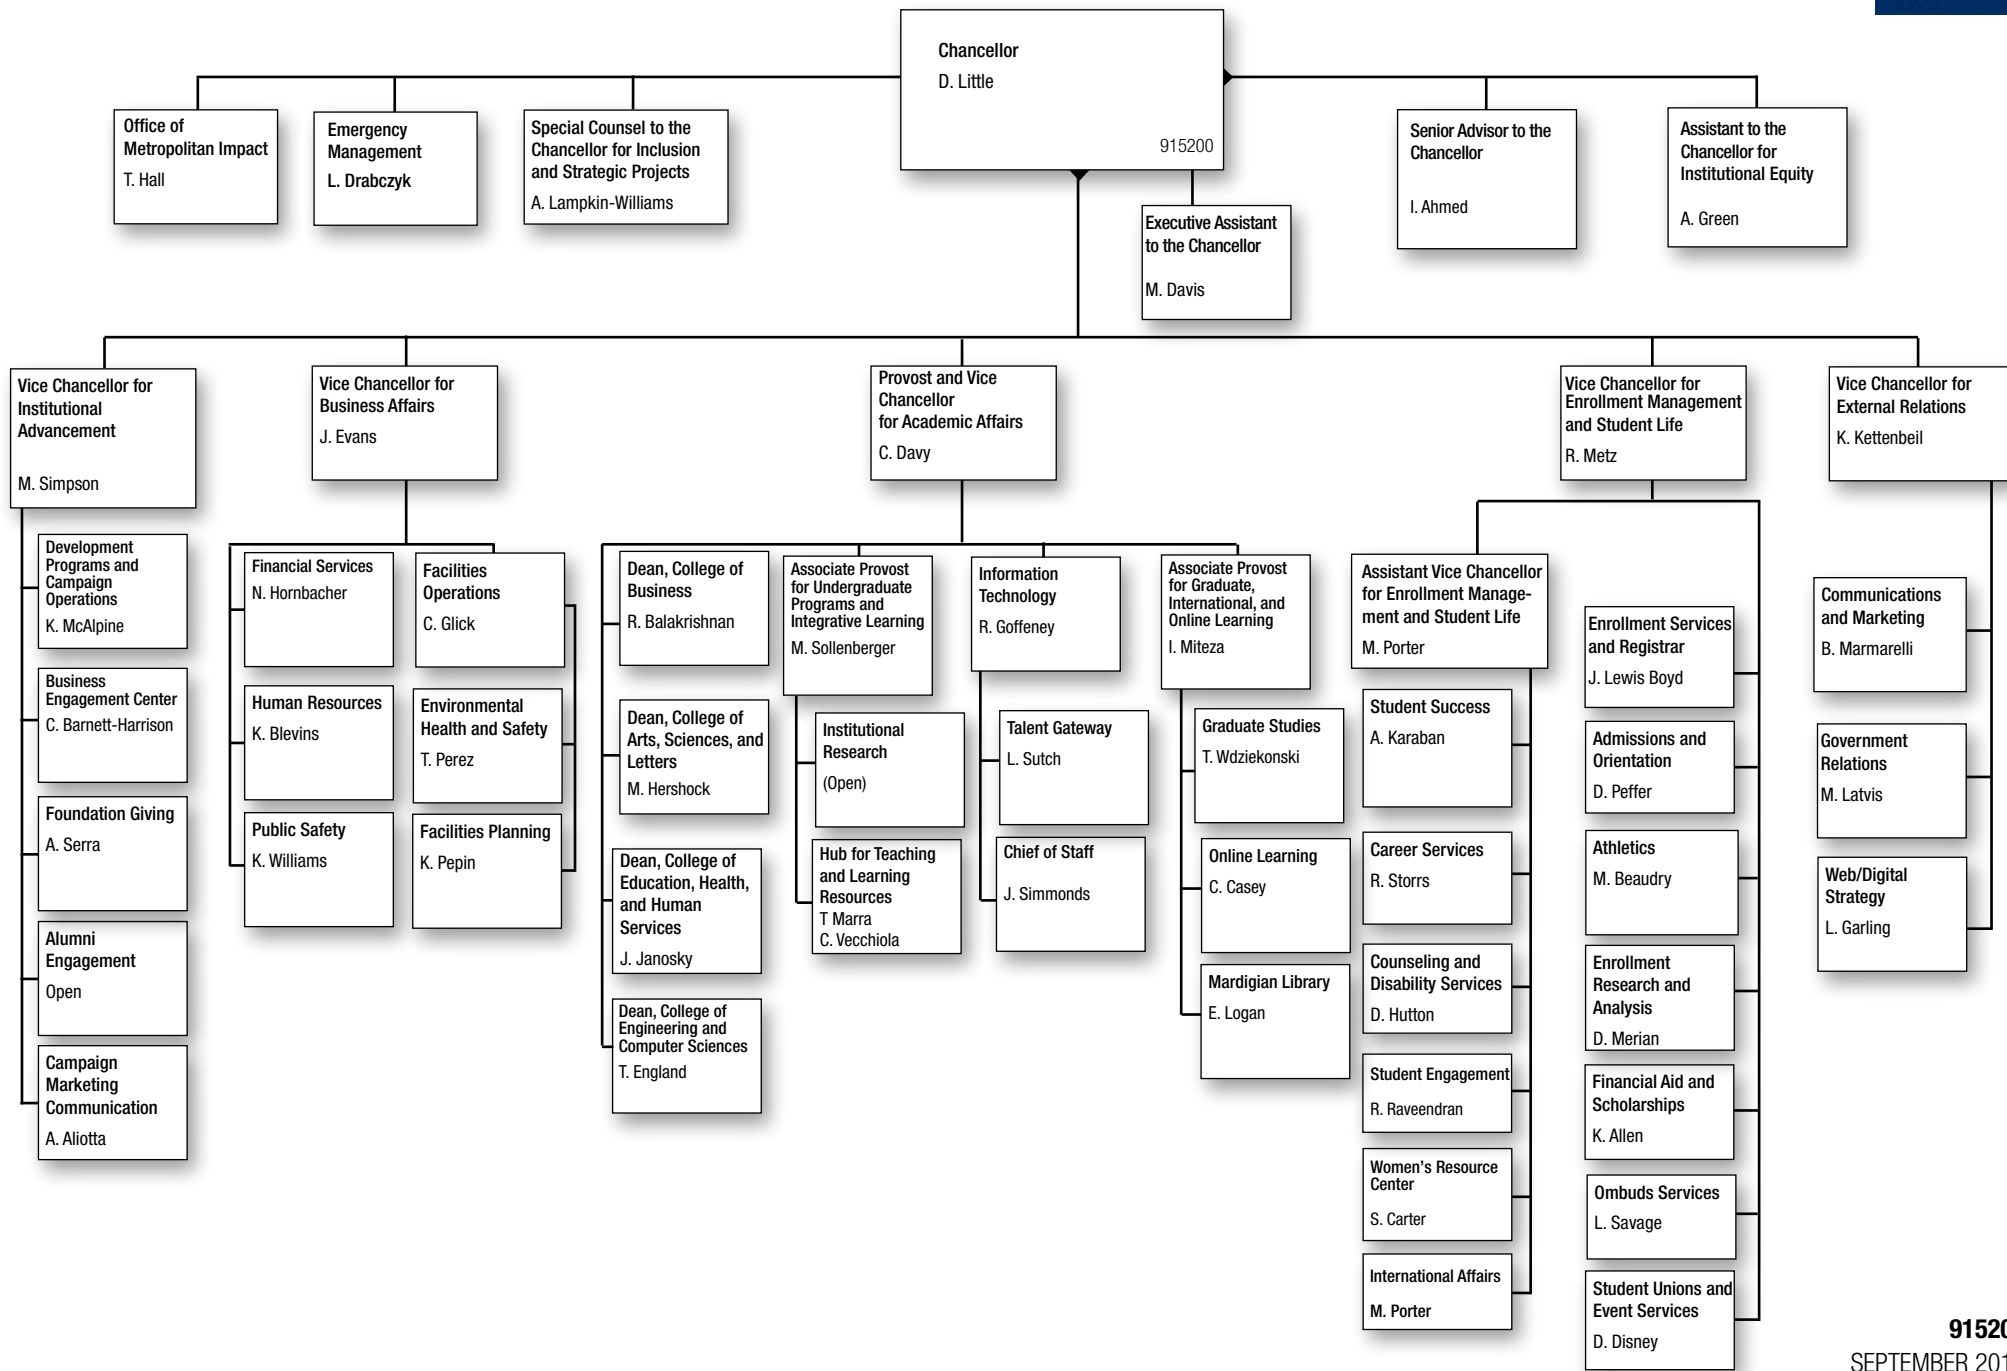 Chancellor
D. Little
915200
Office of
Metropolitan Impact
T. Hall
Emergency
Management
L. Drabczyk
Special Counsel to the
Chancellor for Inclusion
and Strategic Projects
A. Lampkin-Williams
Senior Advisor to the
Chancellor
I. Ahmed
Assistant to the
Chancellor for
Institutional Equity
A. Green
Executive Assistant
to the Chancellor
M. Davis
Vice Chancellor for
Institutional
Advancement
M. Simpson
Vice Chancellor for
Business Affairs
J. Evans
Provost and Vice
Chancellor
for Academic Affairs
C. Davy
Vice Chancellor for
Enrollment Management
and Student Life
R. Metz
Vice Chancellor for
External Relations
K. Kettenbeil
Development
Programs and
Campaign
Operations
K. McAlpine
Business
Engagement Center
C. Barnett-Harrison
Foundation Giving
A. Serra
Alumni
Engagement
Open
Campaign
Marketing
Communication
A. Aliotta
Financial Services
N. Hornbacher
Human Resources
K. Blevins
Public Safety
K. Williams
Facilities
Operations
C. Glick
Environmental
Health and Safety
T. Perez
Facilities Planning
K. Pepin
Dean, College of
Business
R. Balakrishnan
Dean, College of
Arts, Sciences, and
Letters
M. Hershock
Dean, College of
Education, Health,
and Human
Services
J. Janosky
Dean, College of
Engineering and
Computer Sciences
T. England
Associate Provost
for Undergraduate
Programs and
Integrative Learning
M. Sollenberger
Institutional
Research
(Open)
Hub for Teaching
and Learning
Resources
T Marra
C. Vecchiola
Information
Technology
R. Goffeney
Talent Gateway
L. Sutch
Chief of Staff
J. Simmonds
Associate Provost
for Graduate,
International, and
Online Learning
I. Miteza
Graduate Studies
T. Wdziekonski
Online Learning
C. Casey
Mardigian Library
E. Logan
Assistant Vice Chancellor
for Enrollment Manage-
ment and Student Life
M. Porter
Student Success
A. Karaban
Career Services
R. Storrs
Counseling and
Disability Services
D. Hutton
Student Engagement
R. Raveendran
Women's Resource
Center
S. Carter
International Affairs
M. Porter
Enrollment Services
and Registrar
J. Lewis Boyd
Admissions and
Orientation
D. Peffer
Athletics
M. Beaudry
Enrollment
Research and
Analysis
D. Merian
Financial Aid and
Scholarships
K. Allen
Ombuds Services
L. Savage
Student Unions and
Event Services
D. Disney
Communications
and Marketing
B. Marmarelli
Government
Relations
M. Latvis
Web/Digital
Strategy
L. Garling
91520
SEPTEMBER 201